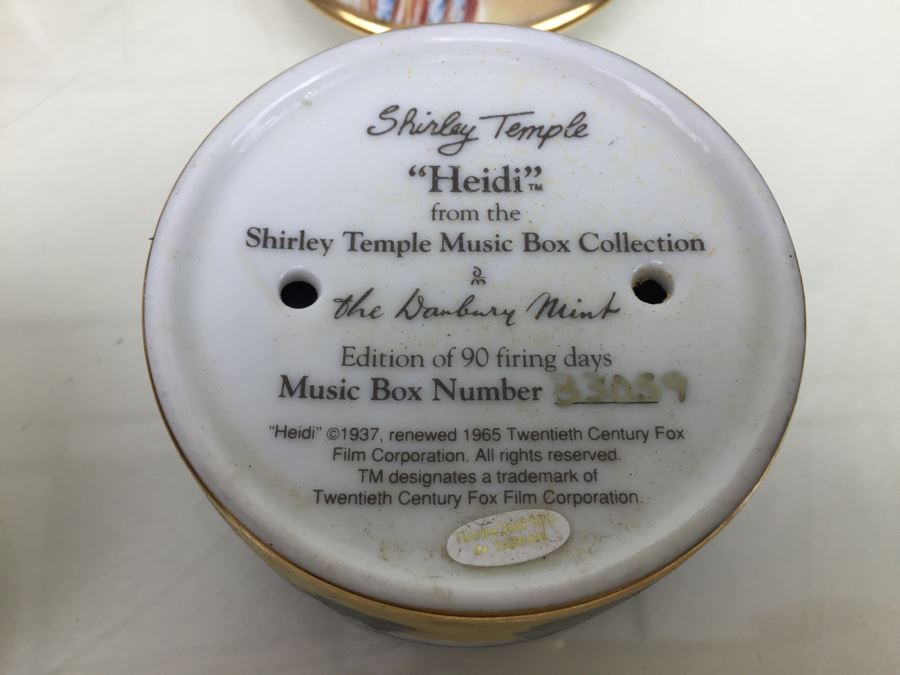 Shirley Temple
“Heidi”™
from the
Shirley Temple Music Box Collection
the Danbury Mint
Edition of 90 firing days
Music Box Number
"Heidi" ©1937, renewed 1965 Twentieth Century Fox
Film Corporation. All rights reserved.
TM designates a trademark of
Twentieth Century Fox Film Corporation.
IN